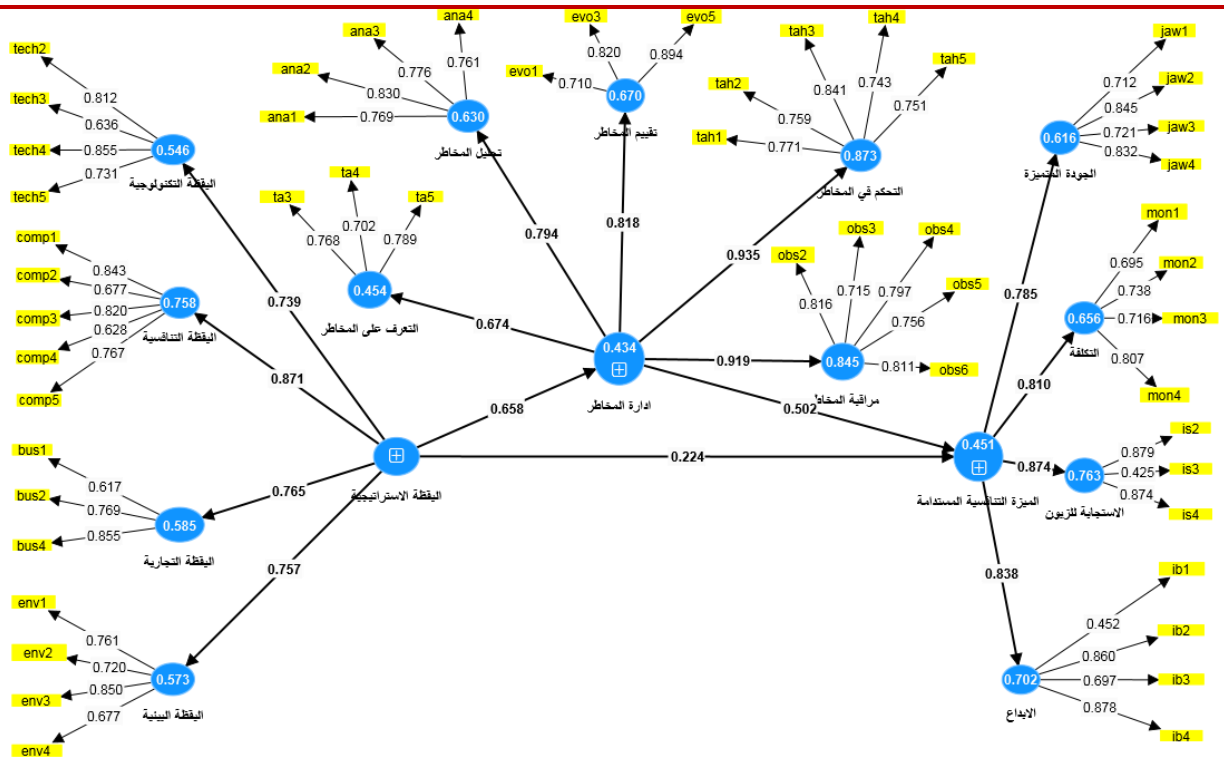 tech2
tech3
tech4
tech5
0.812
0.636
0.855
0.731
0.546
اليقظة التكنولوجية
comp1
comp2
comp3
comp4
comp5
0.843
0.677
0.820
0.628
0.767
0.758
اليقظة التنافسية
bus1
bus2
bus4
0.617
0.769
0.855
0.585
اليقظة التجارية
env1
env2
env3
env4
0.761
0.720
0.850
0.677
0.573
اليقظة البيئية
0.739
0.871
0.765
0.757
اليقظة الاستراتيجية
0.658
0.224
ana1
ana2
ana3
ana4
0.769
0.830
0.776
0.761
0.630
تحليل المخاطر
evo1
evo3
evo5
0.710
0.820
0.894
0.670
تقييم المخاطر
tah1
tah2
tah3
tah4
tah5
0.771
0.759
0.841
0.743
0.751
0.873
التحكم في المخاطر
ta3
ta4
ta5
0.768
0.702
0.789
0.454
التعرف على المخاطر
obs2
obs3
obs4
obs5
obs6
0.816
0.715
0.797
0.756
0.811
0.845
مراقبة المخاطر
0.794
0.818
0.935
0.674
0.919
0.502
0.434
ادارة المخاطر
jaw1
jaw2
jaw3
jaw4
0.712
0.845
0.721
0.832
0.616
الجودة المتميزة
mon1
mon2
mon3
mon4
0.695
0.738
0.716
0.807
0.656
التكلفة
is2
is3
is4
0.879
0.425
0.874
0.763
الاستجابة للزبون
ib1
ib2
ib3
ib4
0.452
0.860
0.697
0.878
0.702
الابداع
0.785
0.810
0.874
0.838
0.451
الميزة التنافسية المستدامة